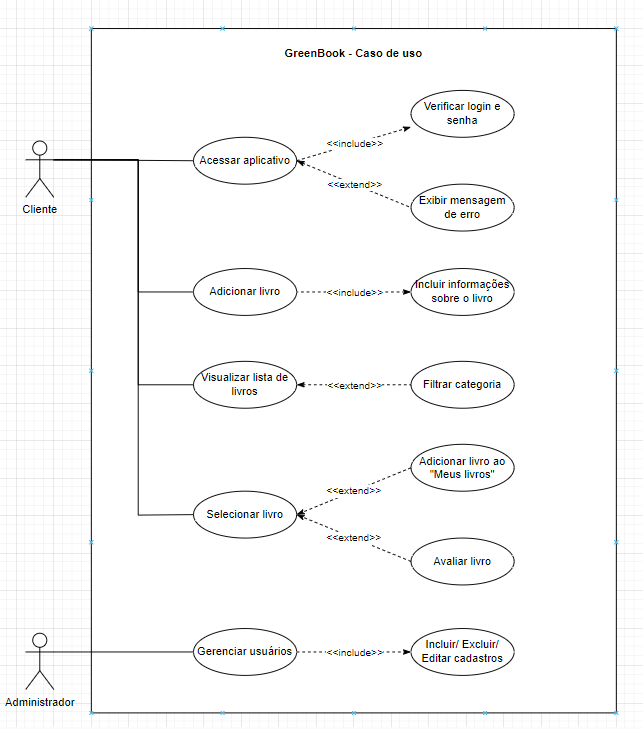 GreenBook - Caso de uso
Verificar login e
senha
<<include>>
Acessar aplicativo
<<extend>>
Exibir mensagem
de erro
Cliente
Adicionar livro
<<include>>
Incluir informações
sobre o livro
Visualizar lista de
livros
<<extend>>
Filtrar categoria
Adicionar livro ao
"Meus livros"
<<extend>>
Selecionar livro
<<extend>>
Avaliar livro
Gerenciar usuários
<<include>>
Incluir/ Excluir/
Editar cadastros
Administrador